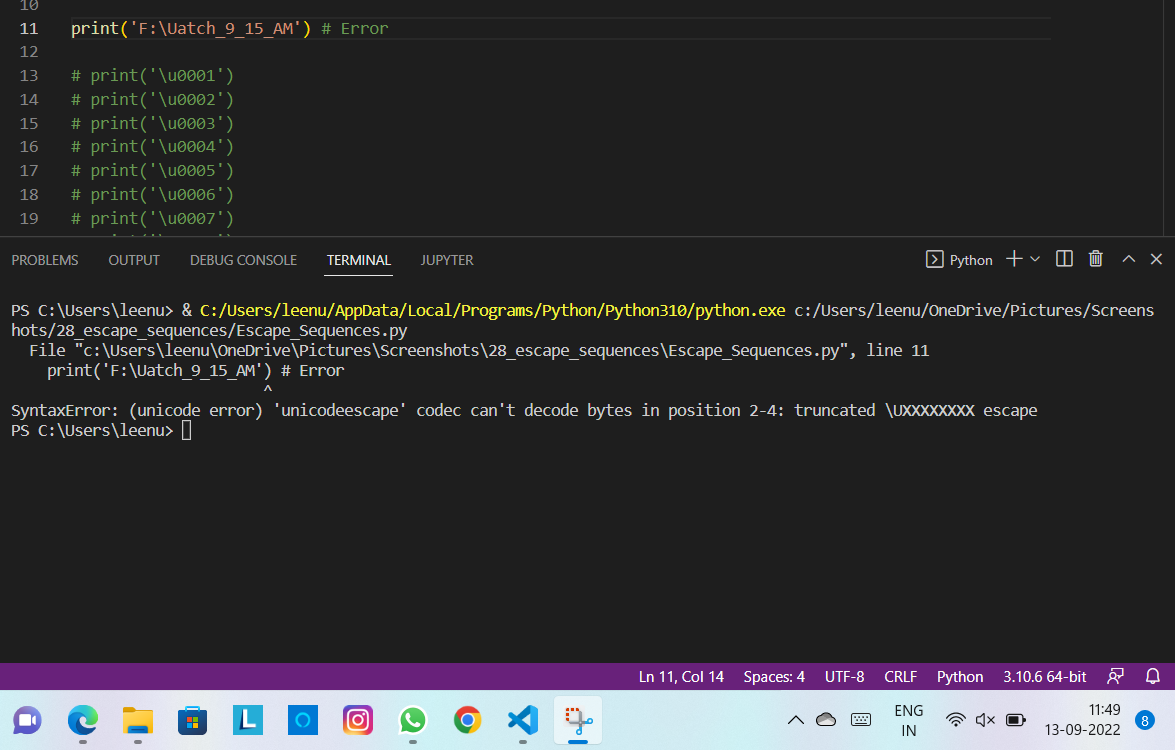 10
11 print('F:\Uatch_9_15_AM') # Error
12
13 # print('\u0001')
14 # print('\u0002')
15 # print('\u0003')
16 # print('\u0004')
17 # print('\u0005')
18 # print('\u0006')
19 # print('\u0007')
PROBLEMS OUTPUT DEBUG CONSOLE TERMINAL JUPYTER Python
PS C:\Users\leenu> & C:/Users/leenu/AppData/Local/Programs/Python/Python310/python.exe c:/Users/leenu/OneDrive/Pictures/Screens
hots/28_escape_sequences/Escape_Sequences.py
File "c:\Users\leenu\OneDrive\Pictures\Screenshots\28_escape_sequences\Escape_Sequences.py", line 11
print('F:\Uatch_9_15_AM') # Error
^
SyntaxError: (unicode error) 'unicodeescape' codec can't decode bytes in position 2-4: truncated \UXXXXXXXX escape
PS C:\Users\leenu>
Ln 11, Col 14 Spaces: 4 UTF-8 CRLF Python 3.10.6 64-bit
ENG
IN
11:49
13-09-2022
8